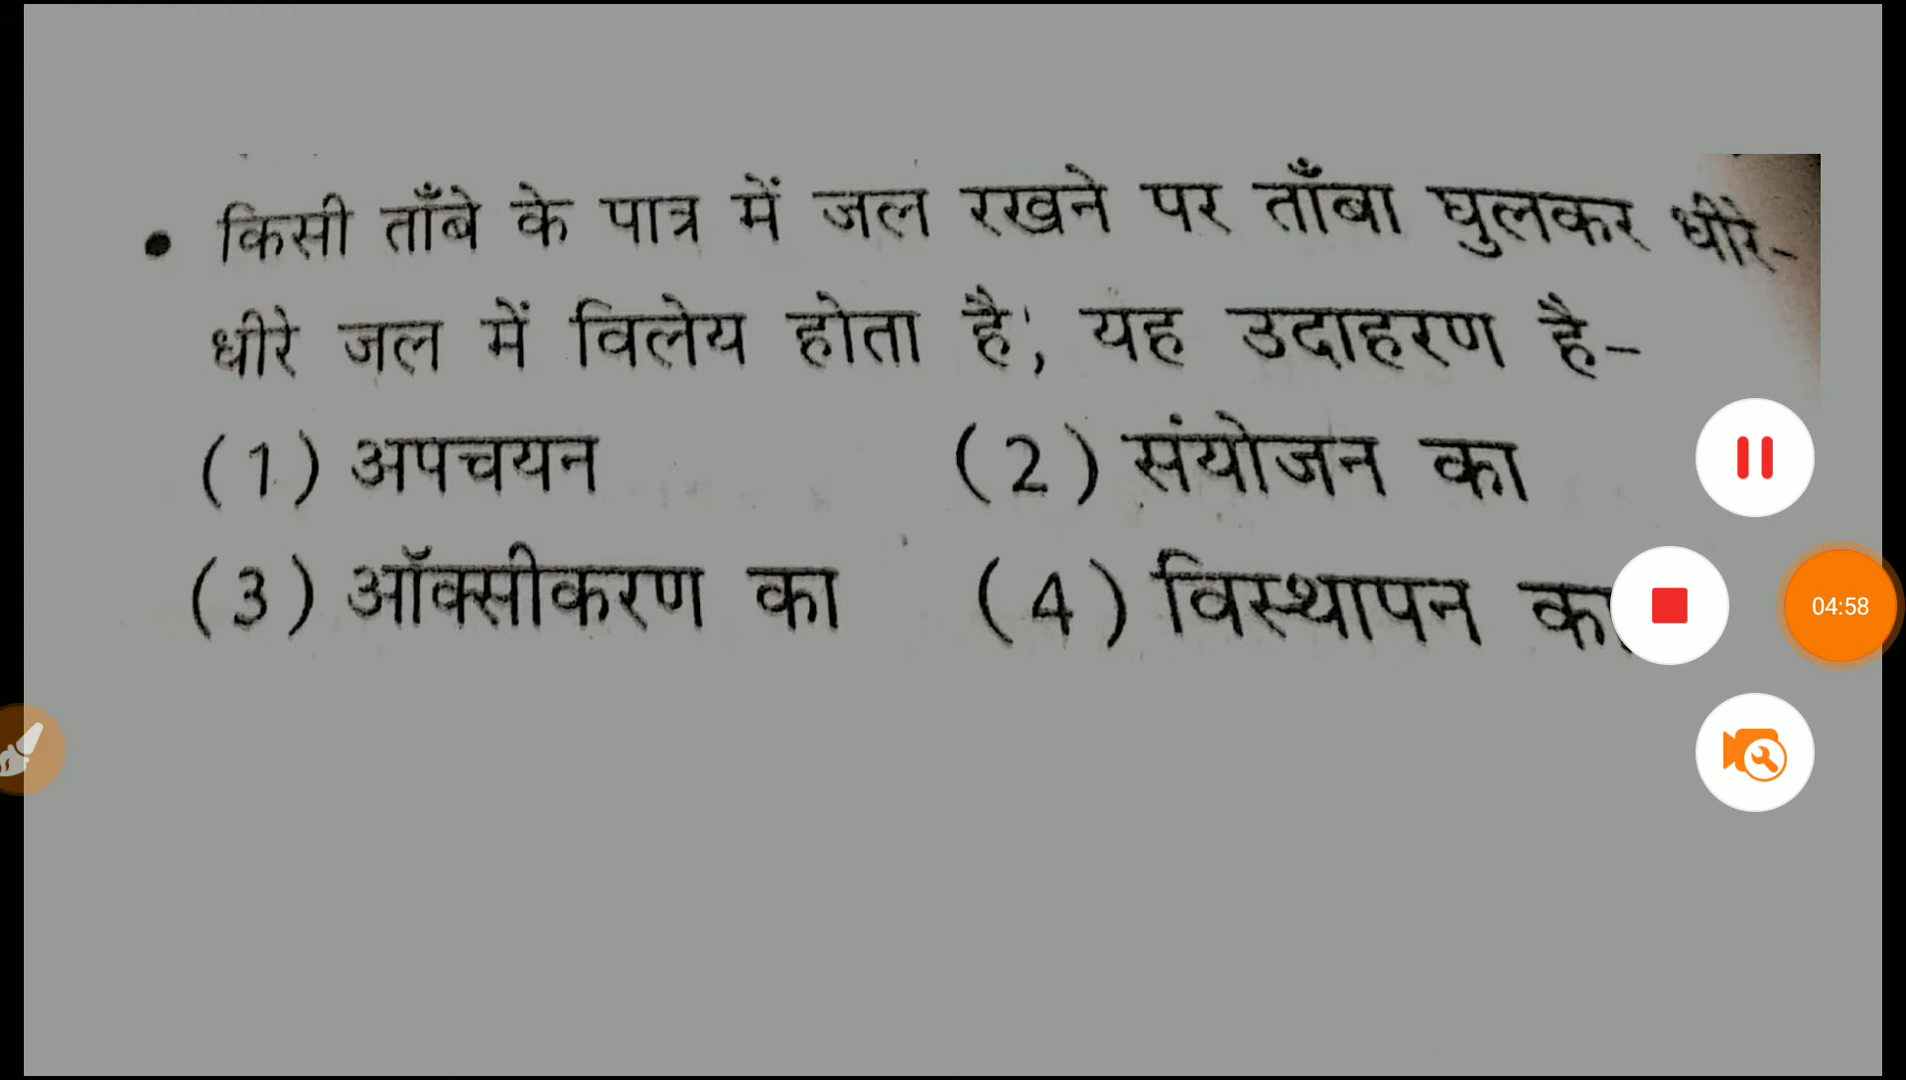 • किसी ताँबे के पात्र में जल रखने पर ताँबा घुलकर धीरे-
धीरे जल में विलेय होता है', यह उदाहरण है-
(1) अपचयन (2) संयोजन का
(3) ऑक्सीकरण का (4) विस्थापन का
04:58